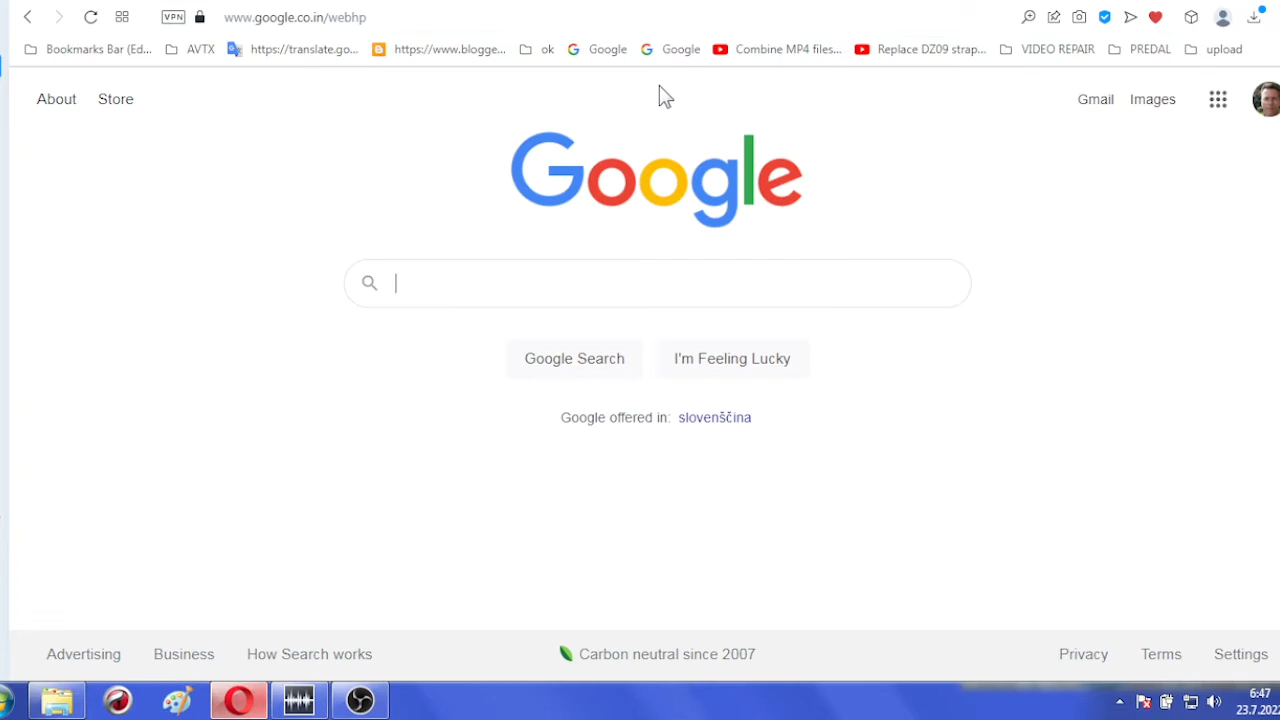 VPN www.google.co.in/webhp
Bookmarks Bar (Ed... AVTX https://translate.go... https://www.blogge... ok Google Google Combine MP4 files... Replace DZ09 strap... VIDEO REPAIR PREDAL upload
About Store Gmail Images
Google
Google Search I'm Feeling Lucky
Google offered in: slovenščina
Advertising Business How Search works Carbon neutral since 2007 Privacy Terms Settings
6:47